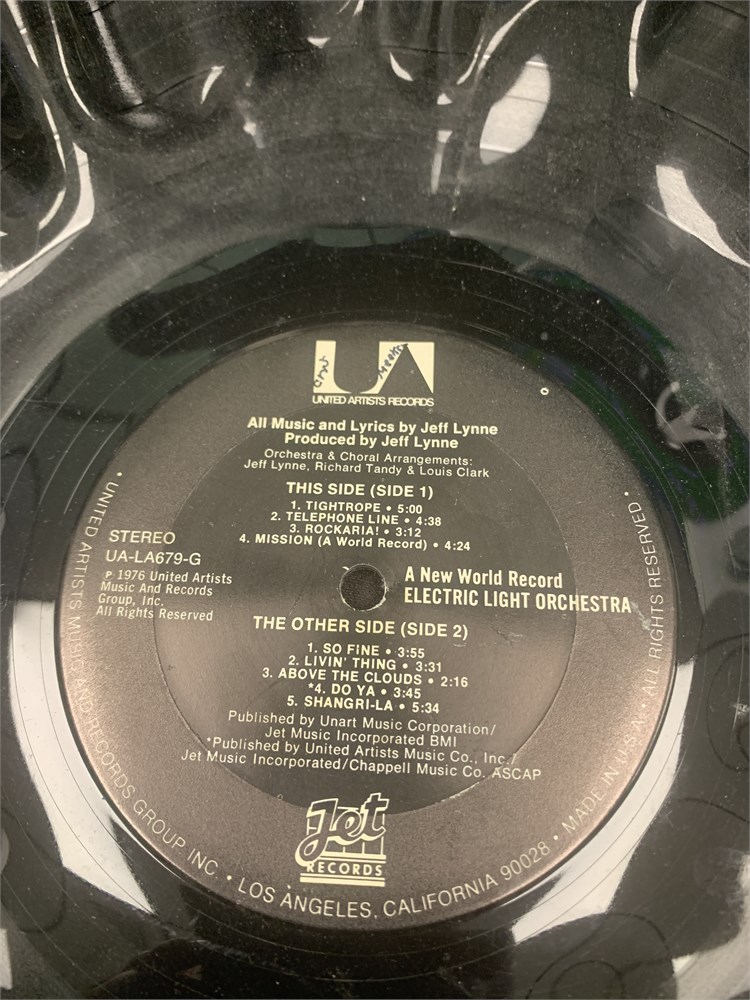 UA
UNITED ARTISTS RECORDS
All Music and Lyrics by Jeff Lynne
Produced by Jeff Lynne
Orchestra & Choral Arrangements:
Jeff Lynne, Richard Tandy & Louis Clark
THIS SIDE (SIDE 1)
1. TIGHTROPE • 5:00
2. TELEPHONE LINE • 4:38
3. ROCKARIA! • 3:12
4. MISSION (A World Record) • 4:24
STEREO
UA-LA679-G
℗ 1976 United Artists
Music And Records
Group, Inc.
All Rights Reserved
A New World Record
ELECTRIC LIGHT ORCHESTRA
THE OTHER SIDE (SIDE 2)
1. SO FINE • 3:55
2. LIVIN' THING • 3:31
3. ABOVE THE CLOUDS • 2:16
*4. DO YA • 3:45
5. SHANGRI-LA • 5:34
Published by Unart Music Corporation/
Jet Music Incorporated BMI
*Published by United Artists Music Co., Inc./
Jet Music Incorporated/Chappell Music Co. ASCAP
Jet
RECORDS
• UNITED ARTISTS MUSIC AND RECORDS GROUP INC. • LOS ANGELES, CALIFORNIA 90028 • MADE IN U.S.A. • ALL RIGHTS RESERVED •